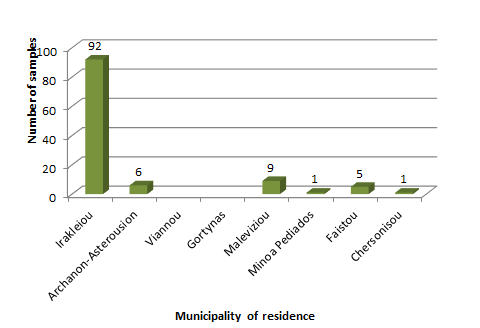 Number of samples
100
80
60
40
20
0
92
6
9
1
5
1
Irakleiou
Archanon-Asterousion
Viannou
Gortynas
Maleviziou
Minoa Pediados
Faistou
Chersonisou
Municipality of residence